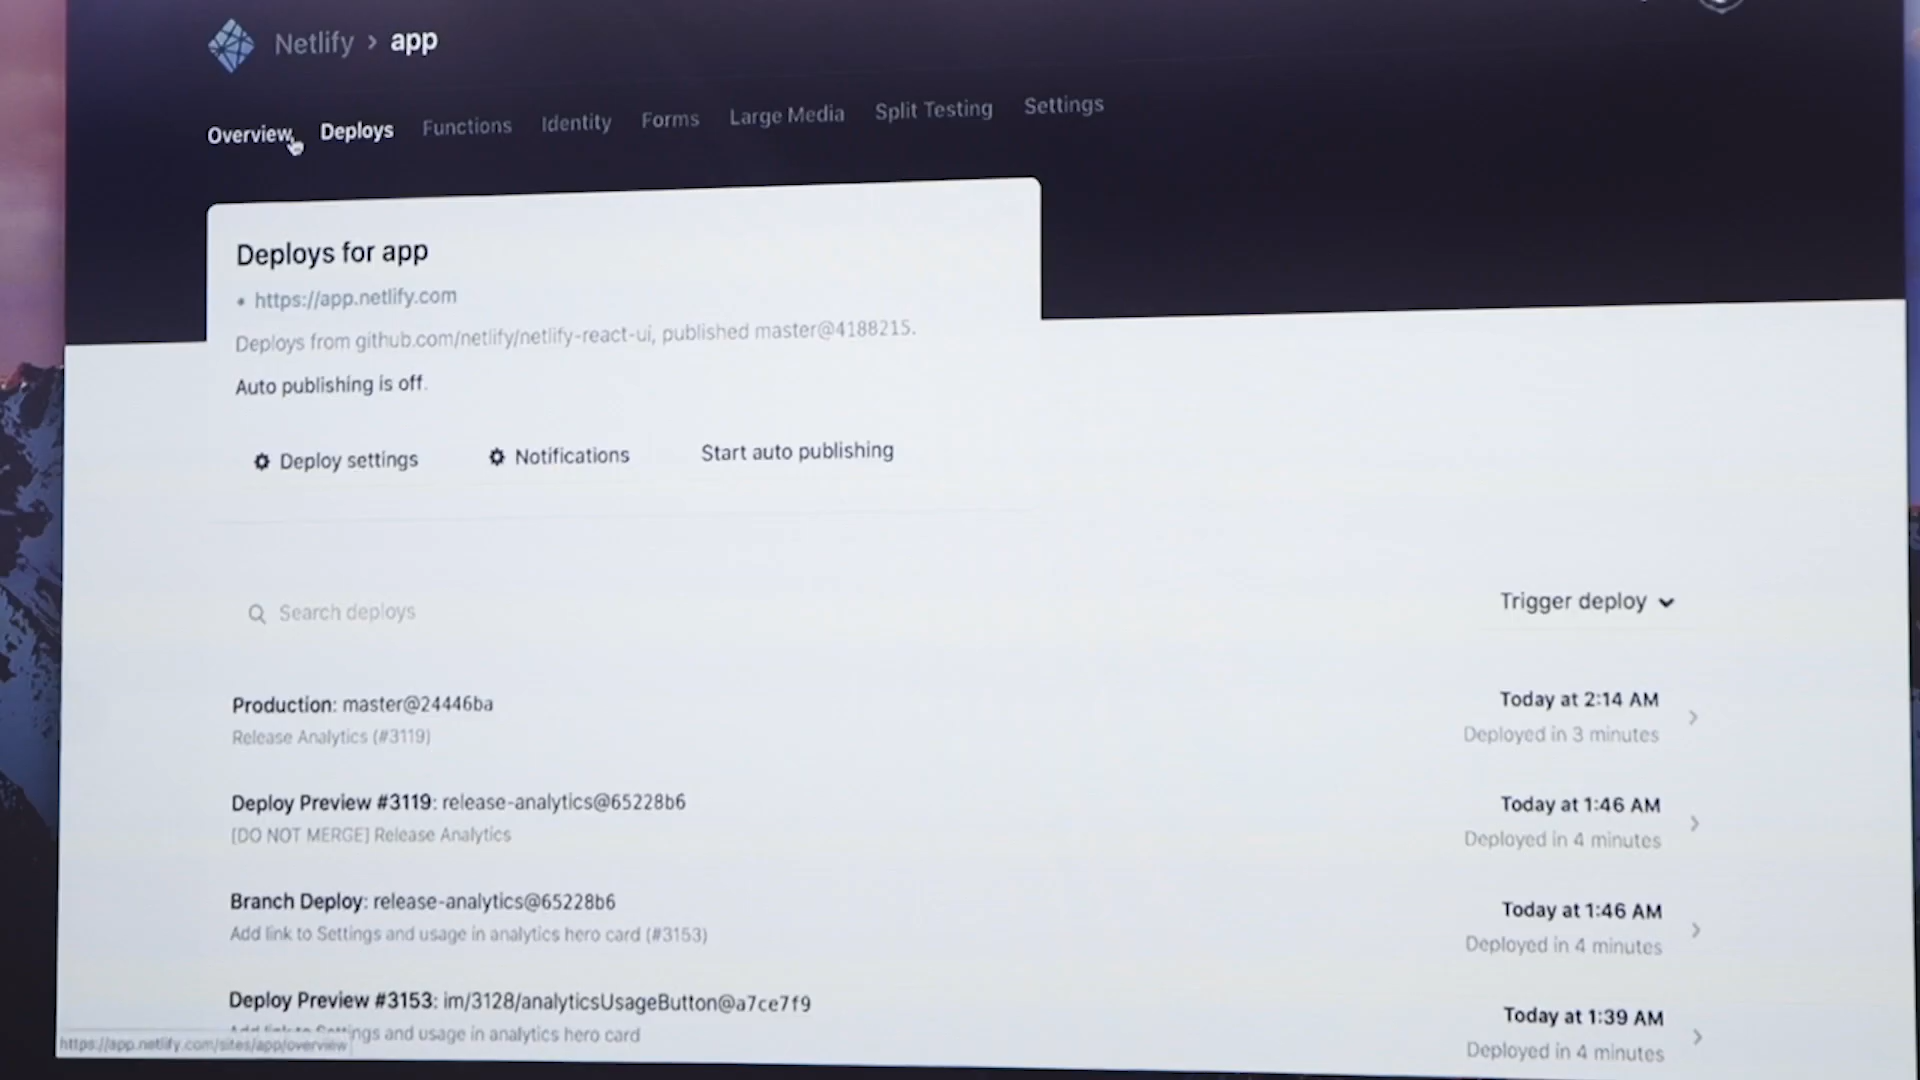 Netlify > app
Overview Deploys Functions Identity Forms Large Media Split Testing Settings
Deploys for app
• https://app.netlify.com
Deploys from github.com/netlify/netlify-react-ui, published master@4188215.
Auto publishing is off.
Deploy settings Notifications Start auto publishing
Search deploys
Trigger deploy
Production: master@24446ba
Today at 2:14 AM
Release Analytics (#3119)
Deployed in 3 minutes
Deploy Preview #3119: release-analytics@65228b6
Today at 1:46 AM
[DO NOT MERGE] Release Analytics
Deployed in 4 minutes
Branch Deploy: release-analytics@65228b6
Today at 1:46 AM
Add link to Settings and usage in analytics hero card (#3153)
Deployed in 4 minutes
Deploy Preview #3153: im/3128/analyticsUsageButton@a7ce7f9
Today at 1:39 AM
Add link to Settings and usage in analytics hero card
Deployed in 4 minutes
https://app.netlify.com/sites/app/overview